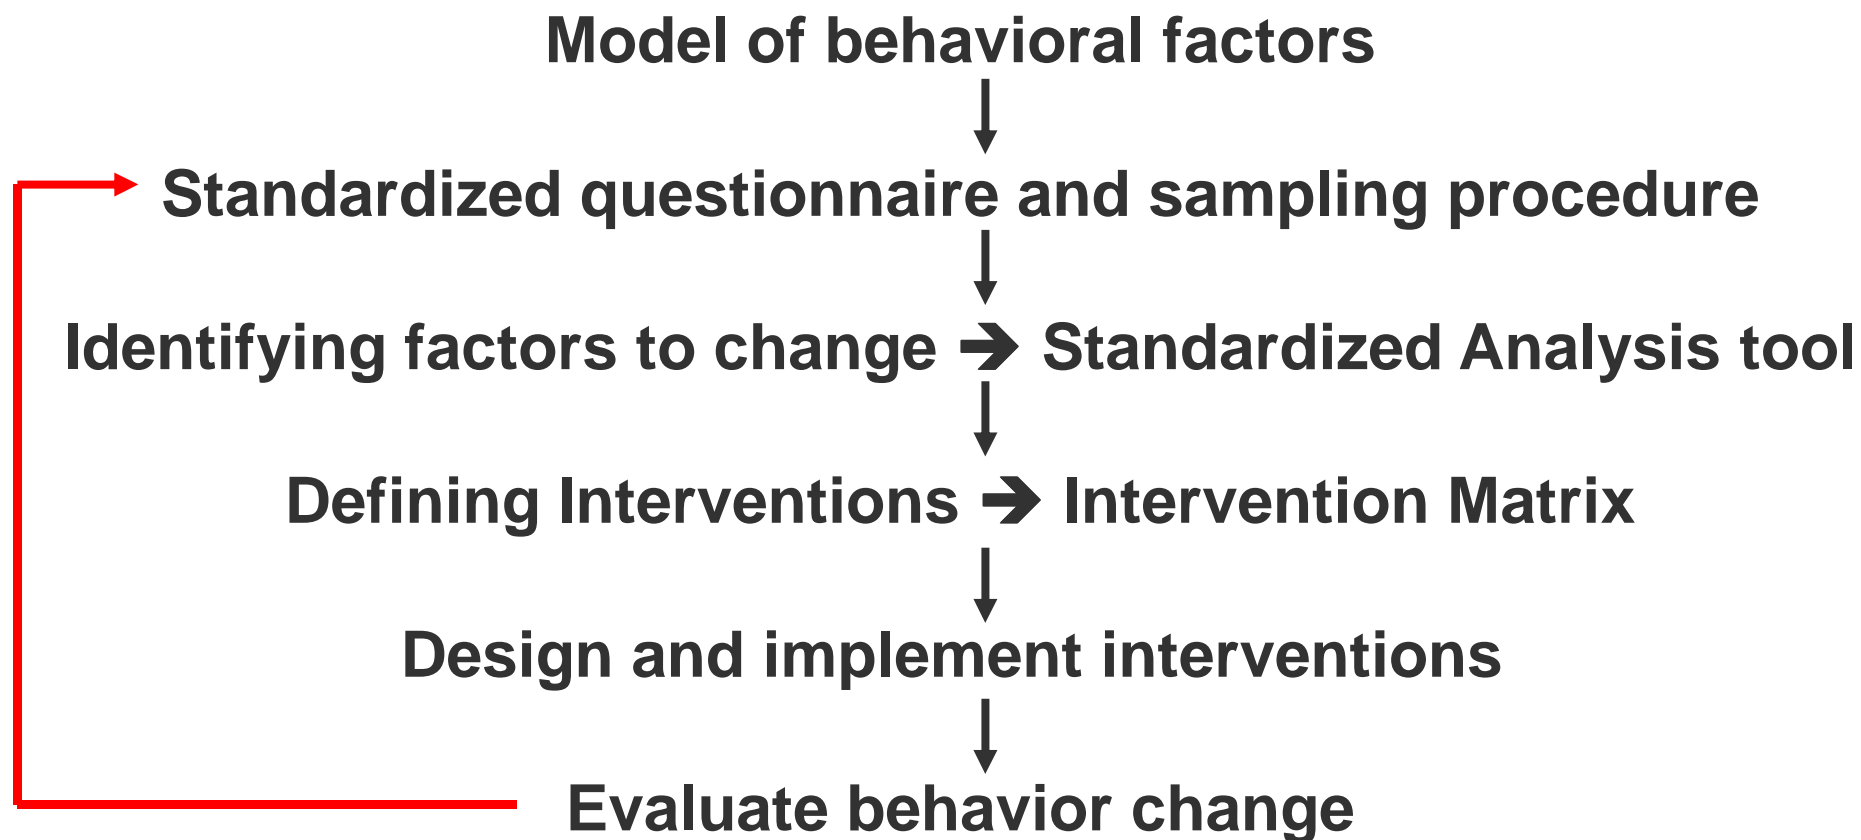 Model of behavioral factors
Standardized questionnaire and sampling procedure
Identifying factors to change ➔ Standardized Analysis tool
Defining Interventions ➔ Intervention Matrix
Design and implement interventions
Evaluate behavior change